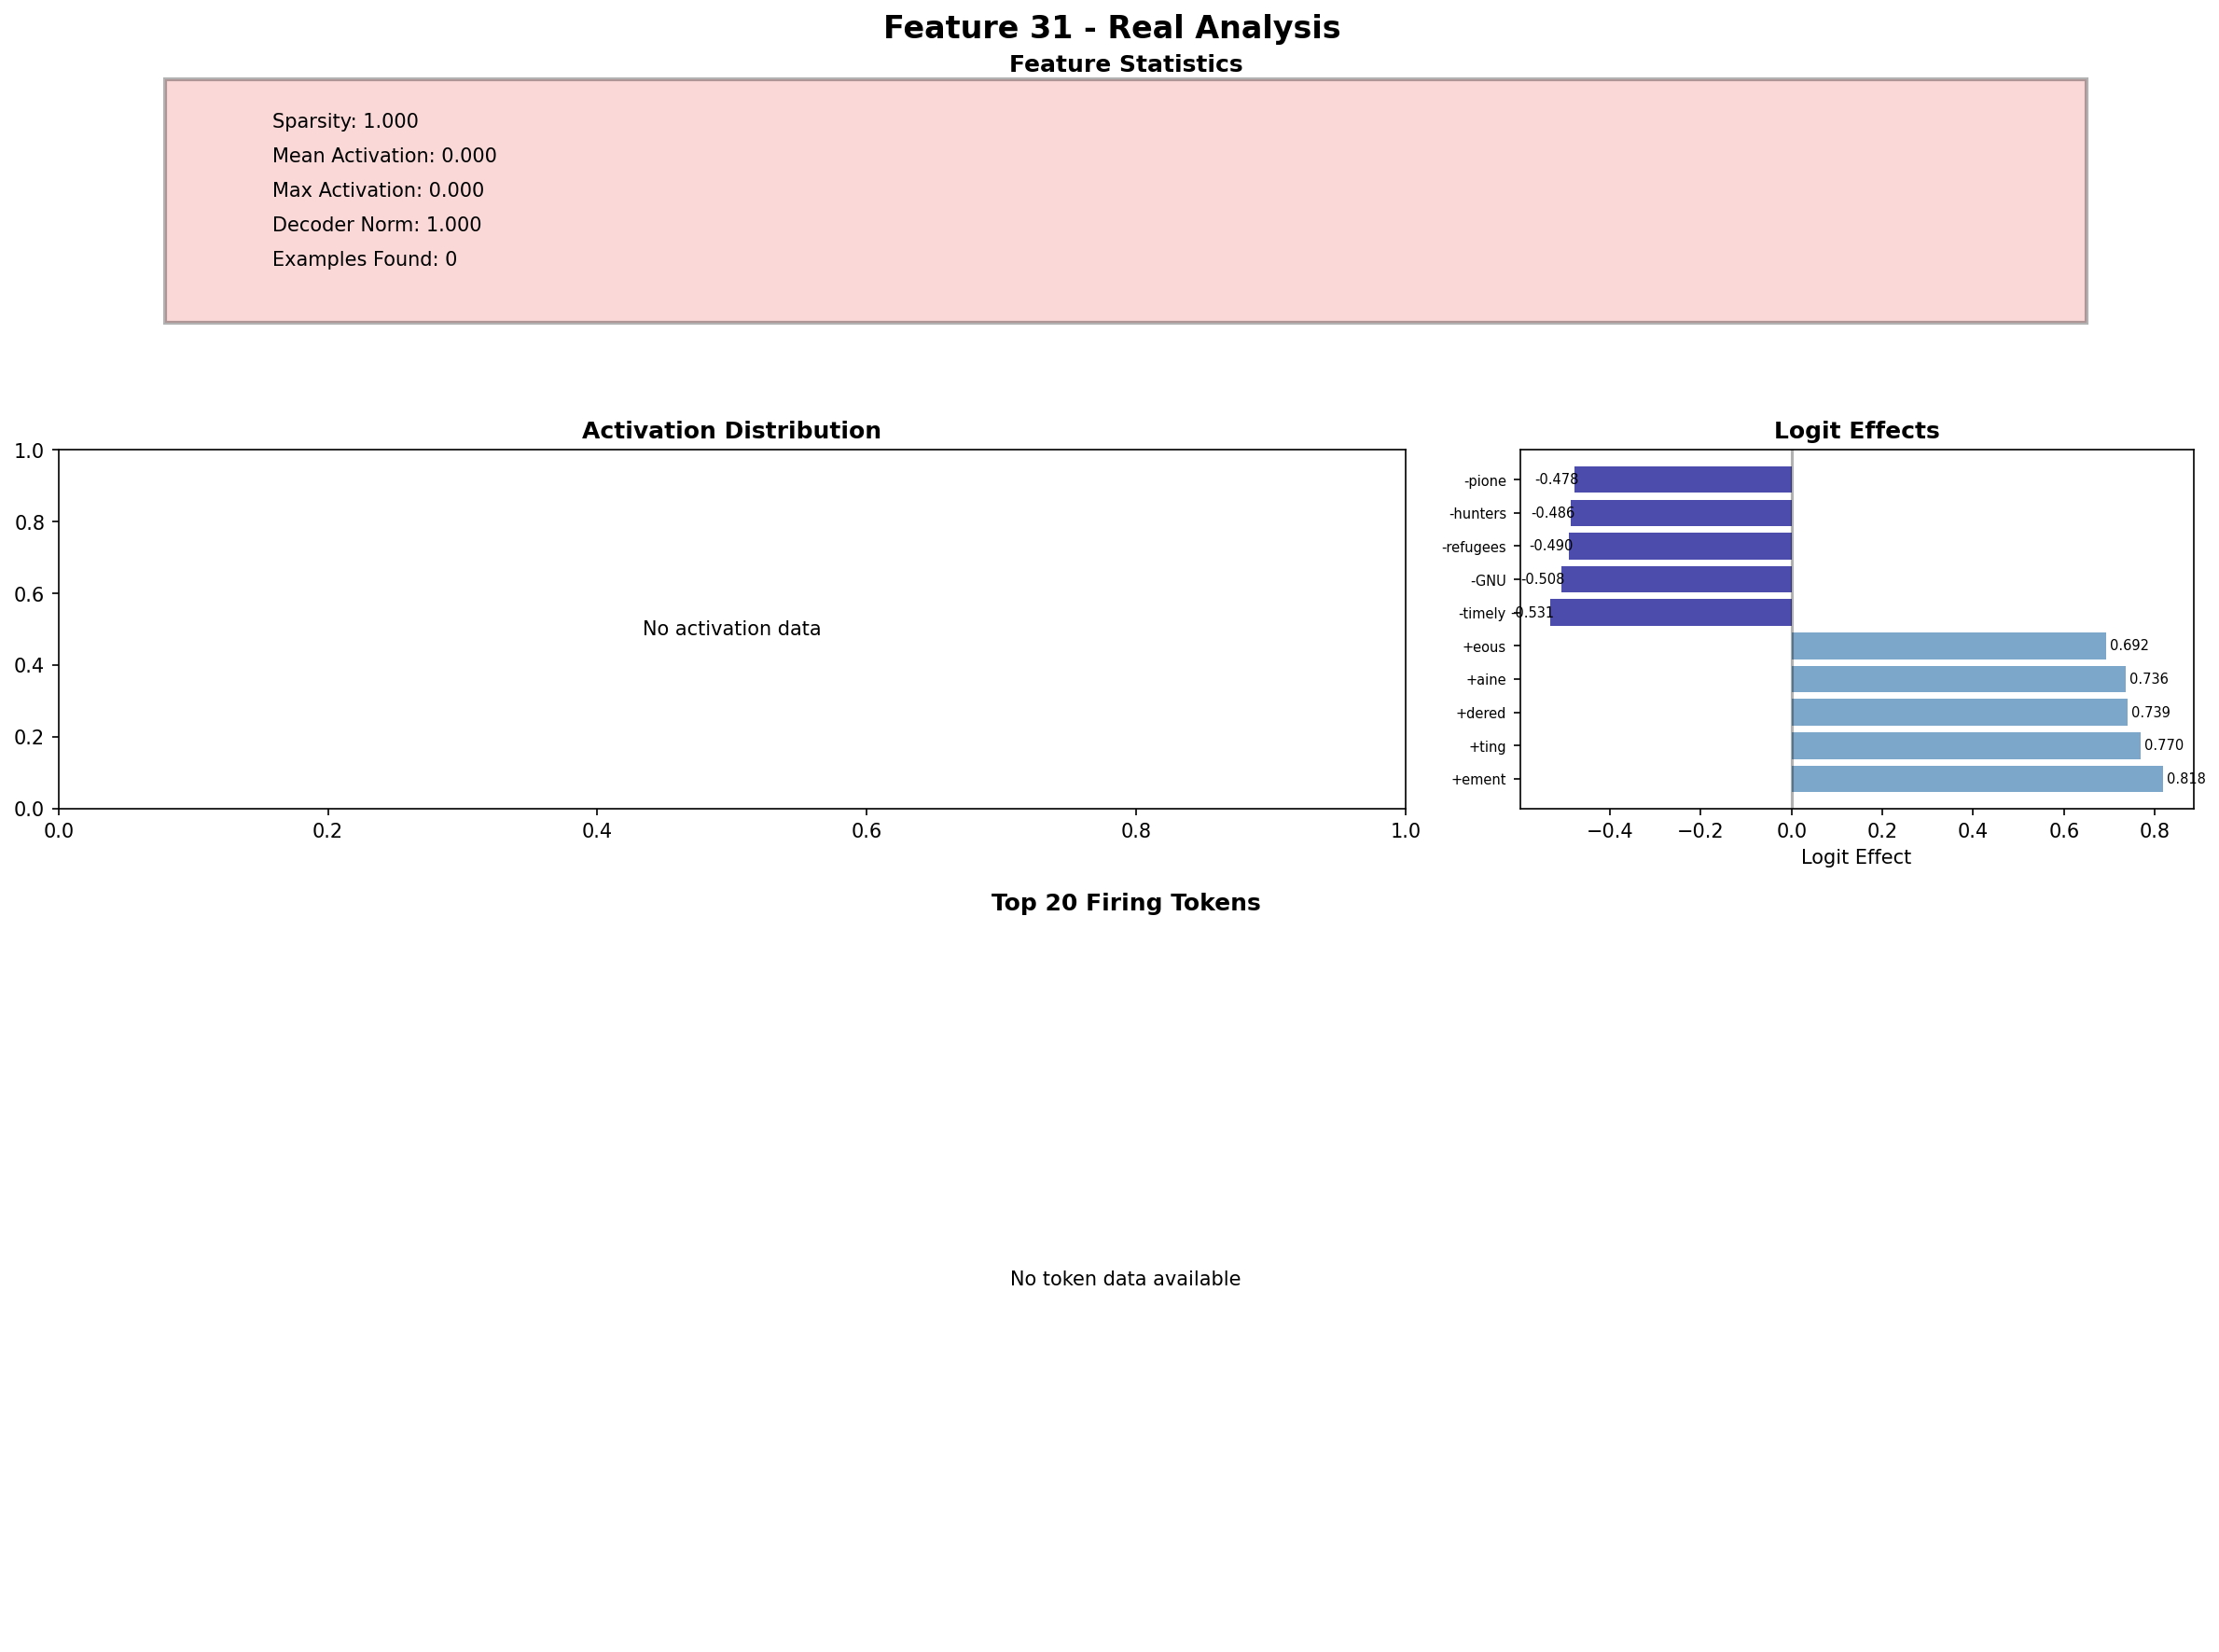 Feature 31 - Real Analysis
Feature Statistics
Sparsity: 1.000
Mean Activation: 0.000
Max Activation: 0.000
Decoder Norm: 1.000
Examples Found: 0
Activation Distribution
1.0
0.8
0.6
0.4
0.2
0.0
No activation data
0.0 0.2 0.4 0.6 0.8 1.0
Logit Effects
-pione -0.478
-hunters -0.486
-refugees -0.490
-GNU -0.508
-timely -0.531
+eous 0.692
+aine 0.736
+dered 0.739
+ting 0.770
+ement 0.818
−0.4 −0.2 0.0 0.2 0.4 0.6 0.8
Logit Effect
Top 20 Firing Tokens
No token data available